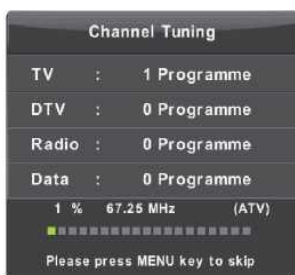 Channel Tuning
TV : 1 Programme
DTV : 0 Programme
Radio : 0 Programme
Data : 0 Programme
1 % 67.25 MHz (ATV)
Please press MENU key to skip